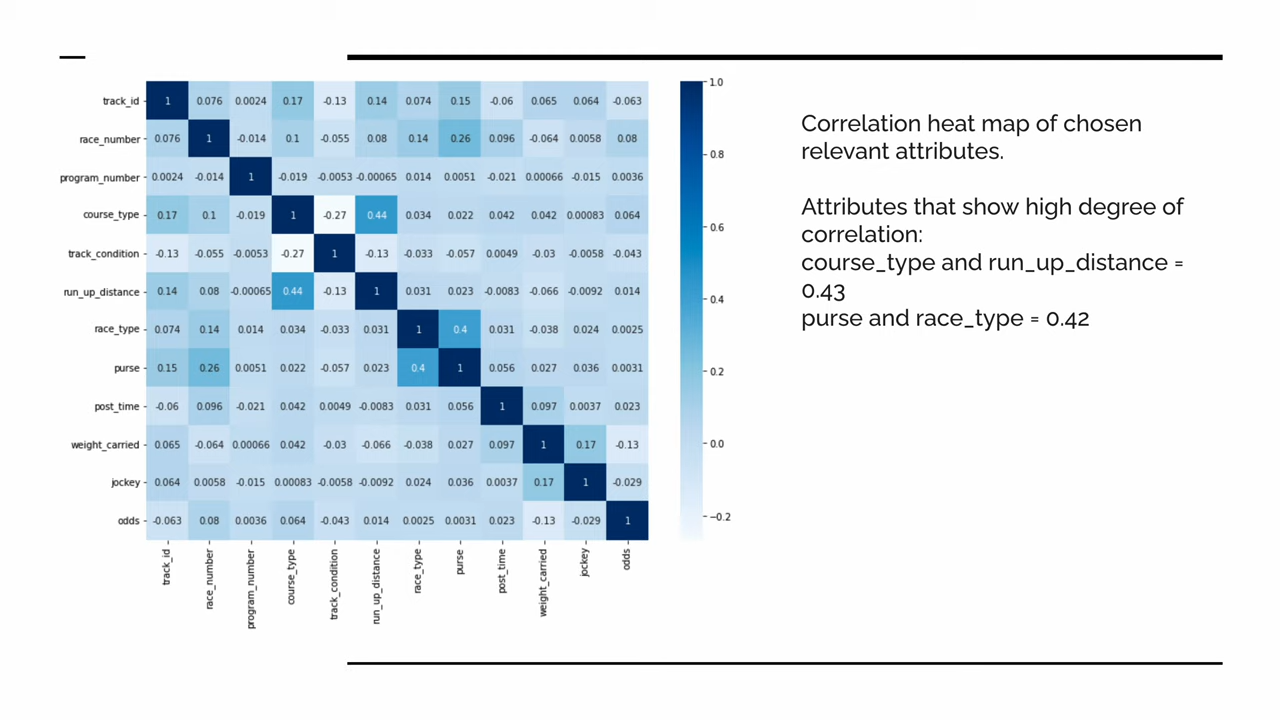 track_id 1 0.076 0.0024 0.17 -0.13 0.14 0.074 0.15 -0.06 0.065 0.064 -0.063
race_number 0.076 1 -0.014 0.1 -0.055 0.08 0.14 0.26 0.096 -0.064 0.0058 0.08
program_number 0.0024 -0.014 1 -0.019 -0.0053 -0.00065 0.014 0.0051 -0.021 0.00066 -0.015 0.0036
course_type 0.17 0.1 -0.019 1 -0.27 0.44 0.034 0.022 0.042 0.042 0.00083 0.064
track_condition -0.13 -0.055 -0.0053 -0.27 1 -0.13 -0.033 -0.057 0.0049 -0.03 -0.0058 -0.043
run_up_distance 0.14 0.08 -0.00065 0.44 -0.13 1 0.031 0.023 -0.0083 -0.066 -0.0092 0.014
race_type 0.074 0.14 0.014 0.034 -0.033 0.031 1 0.4 0.031 -0.038 0.024 0.0025
purse 0.15 0.26 0.0051 0.022 -0.057 0.023 0.4 1 0.056 0.027 0.036 0.0031
post_time -0.06 0.096 -0.021 0.042 0.0049 -0.0083 0.031 0.056 1 0.097 0.0037 0.023
weight_carried 0.065 -0.064 0.00066 0.042 -0.03 -0.066 -0.038 0.027 0.097 1 0.17 -0.13
jockey 0.064 0.0058 -0.015 0.00083 -0.0058 -0.0092 0.024 0.036 0.0037 0.17 1 -0.029
odds -0.063 0.08 0.0036 0.064 -0.043 0.014 0.0025 0.0031 0.023 -0.13 -0.029 1
track_id race_number program_number course_type track_condition run_up_distance race_type purse post_time weight_carried jockey odds
1.0
0.8
0.6
0.4
0.2
0.0
−0.2
Correlation heat map of chosen
relevant attributes.
Attributes that show high degree of
correlation:
course_type and run_up_distance =
0.43
purse and race_type = 0.42